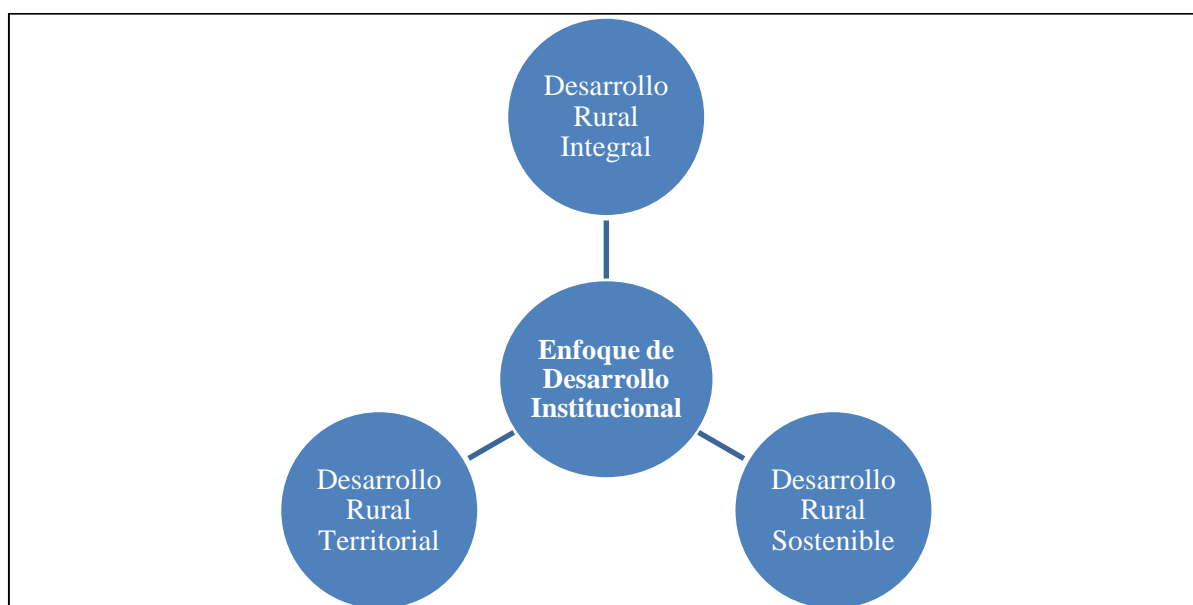 Desarrollo
Rural
Integral
Enfoque de
Desarrollo
Institucional
Desarrollo
Rural
Territorial
Desarrollo
Rural
Sostenible